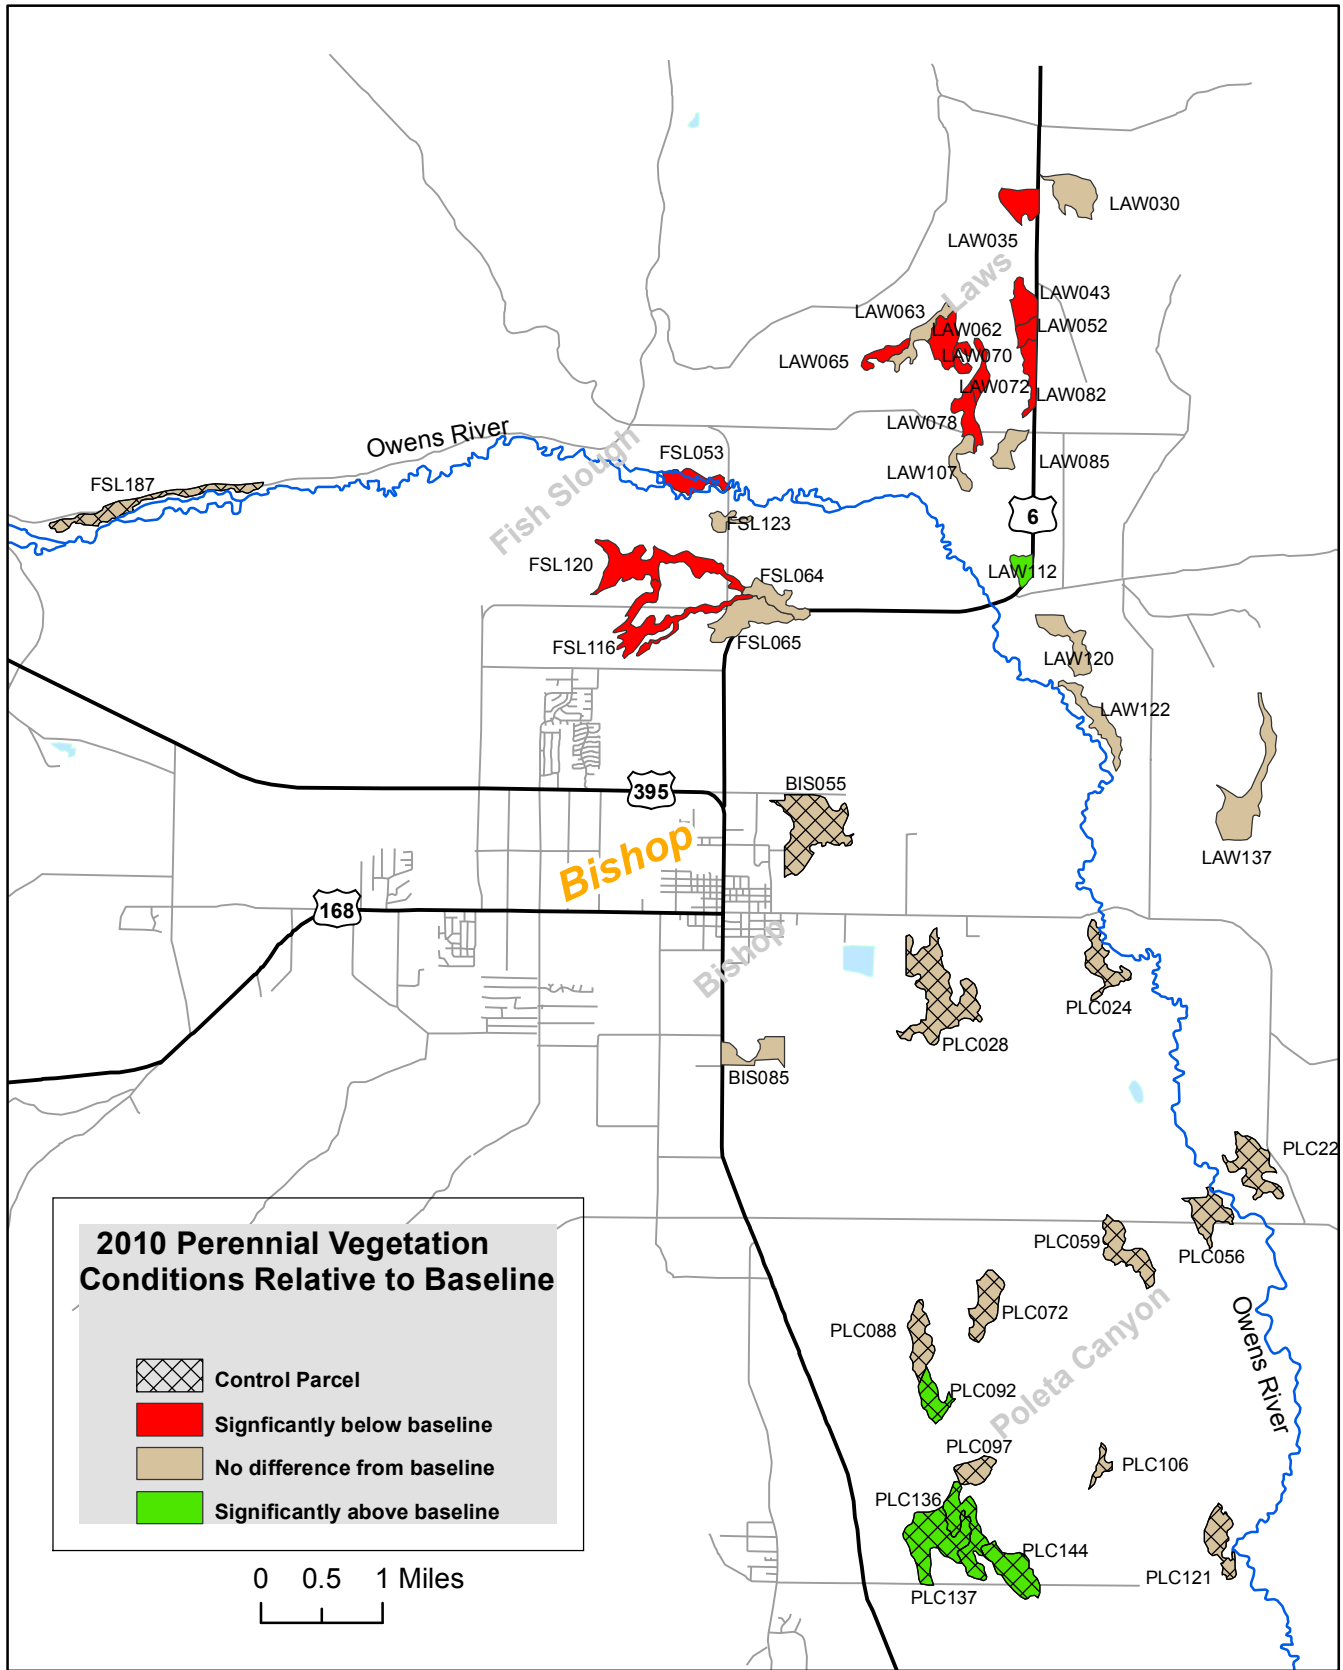 LAW030
LAW035
Laws
LAW043
LAW063
LAW052
LAW062
LAW065
LAW070
LAW072
LAW082
LAW078
Owens River
Fish Slough
FSL053
LAW107
LAW085
FSL187
6
FSL123
FSL120
FSL064
LAW112
FSL116
FSL065
LAW120
LAW122
395
BIS055
Bishop
LAW137
168
Bishop
PLC024
PLC028
BIS085
PLC22
PLC059
PLC056
2010 Perennial Vegetation
Conditions Relative to Baseline
Control Parcel
Signficantly below baseline
No difference from baseline
Significantly above baseline
PLC072
PLC088
Owens River
Poleta Canyon
PLC092
PLC097
PLC106
PLC136
PLC144
PLC121
PLC137
0 0.5 1 Miles